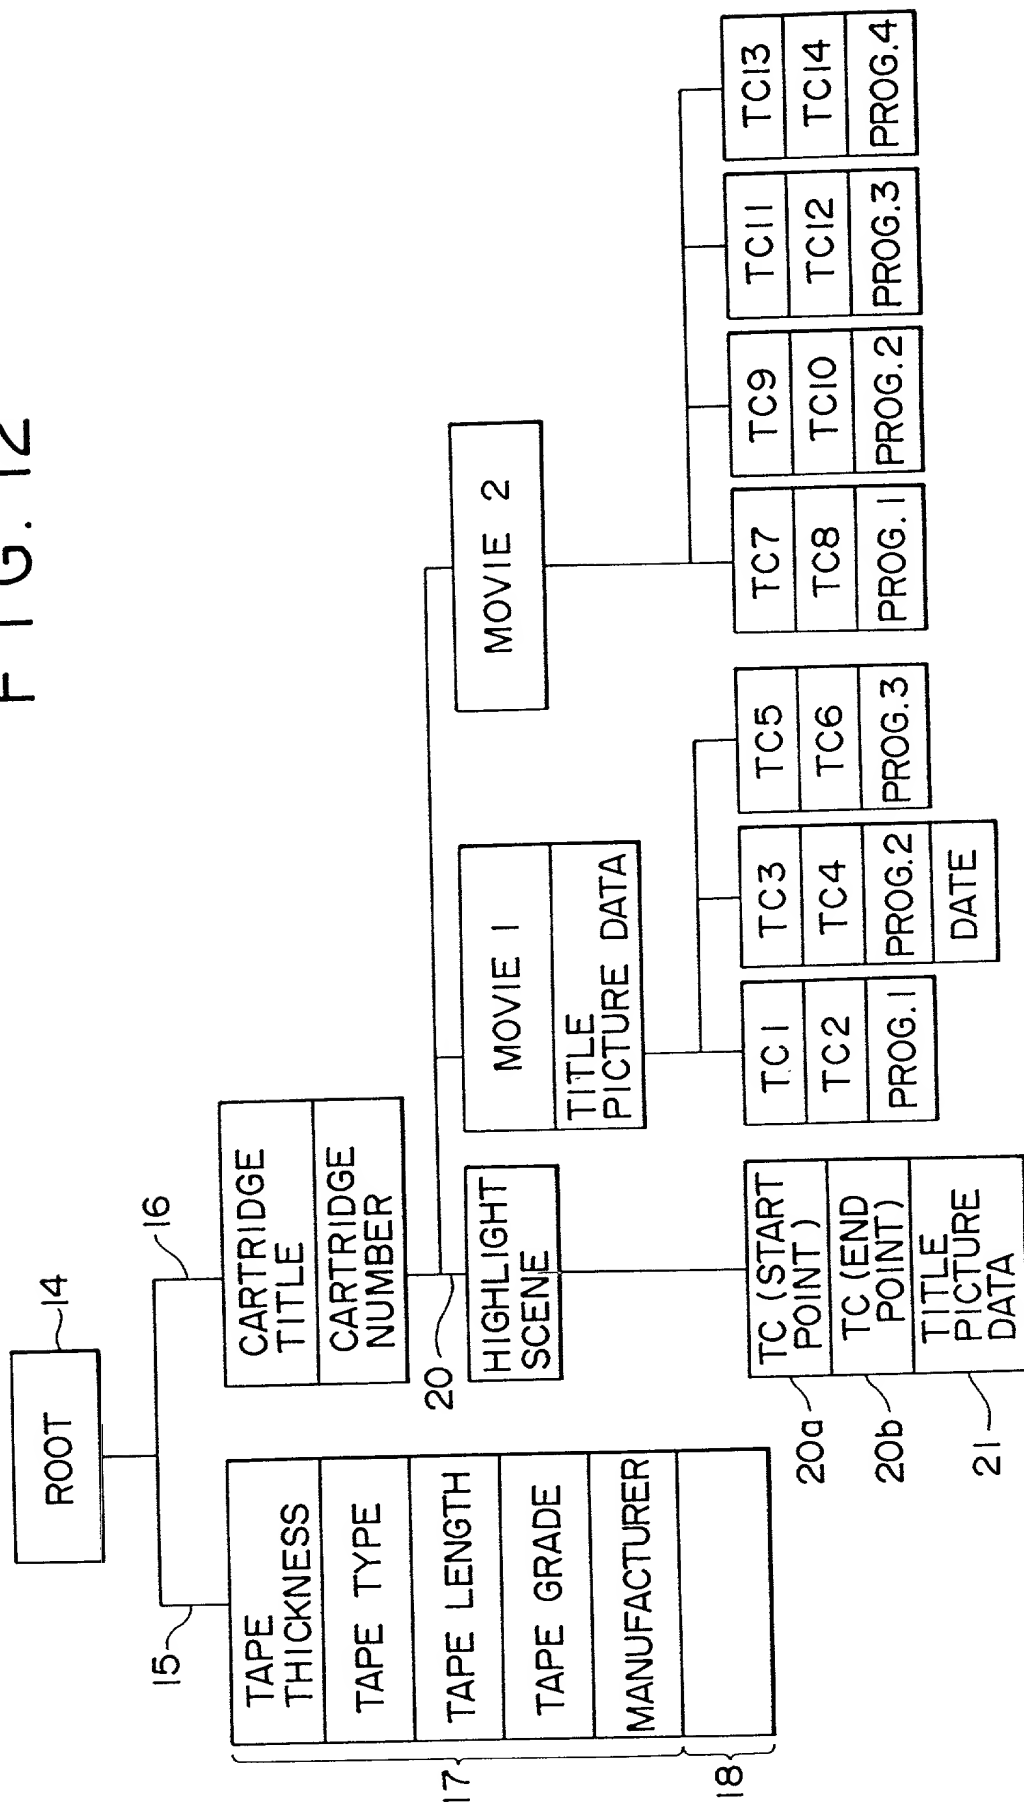 FIG. 12
ROOT
14
15
16
TAPE
THICKNESS
TAPE TYPE
TAPE LENGTH
TAPE GRADE
MANUFACTURER
17
18
CARTRIDGE
TITLE
CARTRIDGE
NUMBER
20
HIGHLIGHT
SCENE
MOVIE 1
TITLE
PICTURE DATA
MOVIE 2
TC (START
POINT)
TC (END
POINT)
TITLE
PICTURE
DATA
20a
20b
21
TC1
TC2
PROG.1
TC3
TC4
PROG.2
DATE
TC5
TC6
PROG.3
TC7
TC8
PROG.1
TC9
TC10
PROG.2
TC11
TC12
PROG.3
TC13
TC14
PROG.4